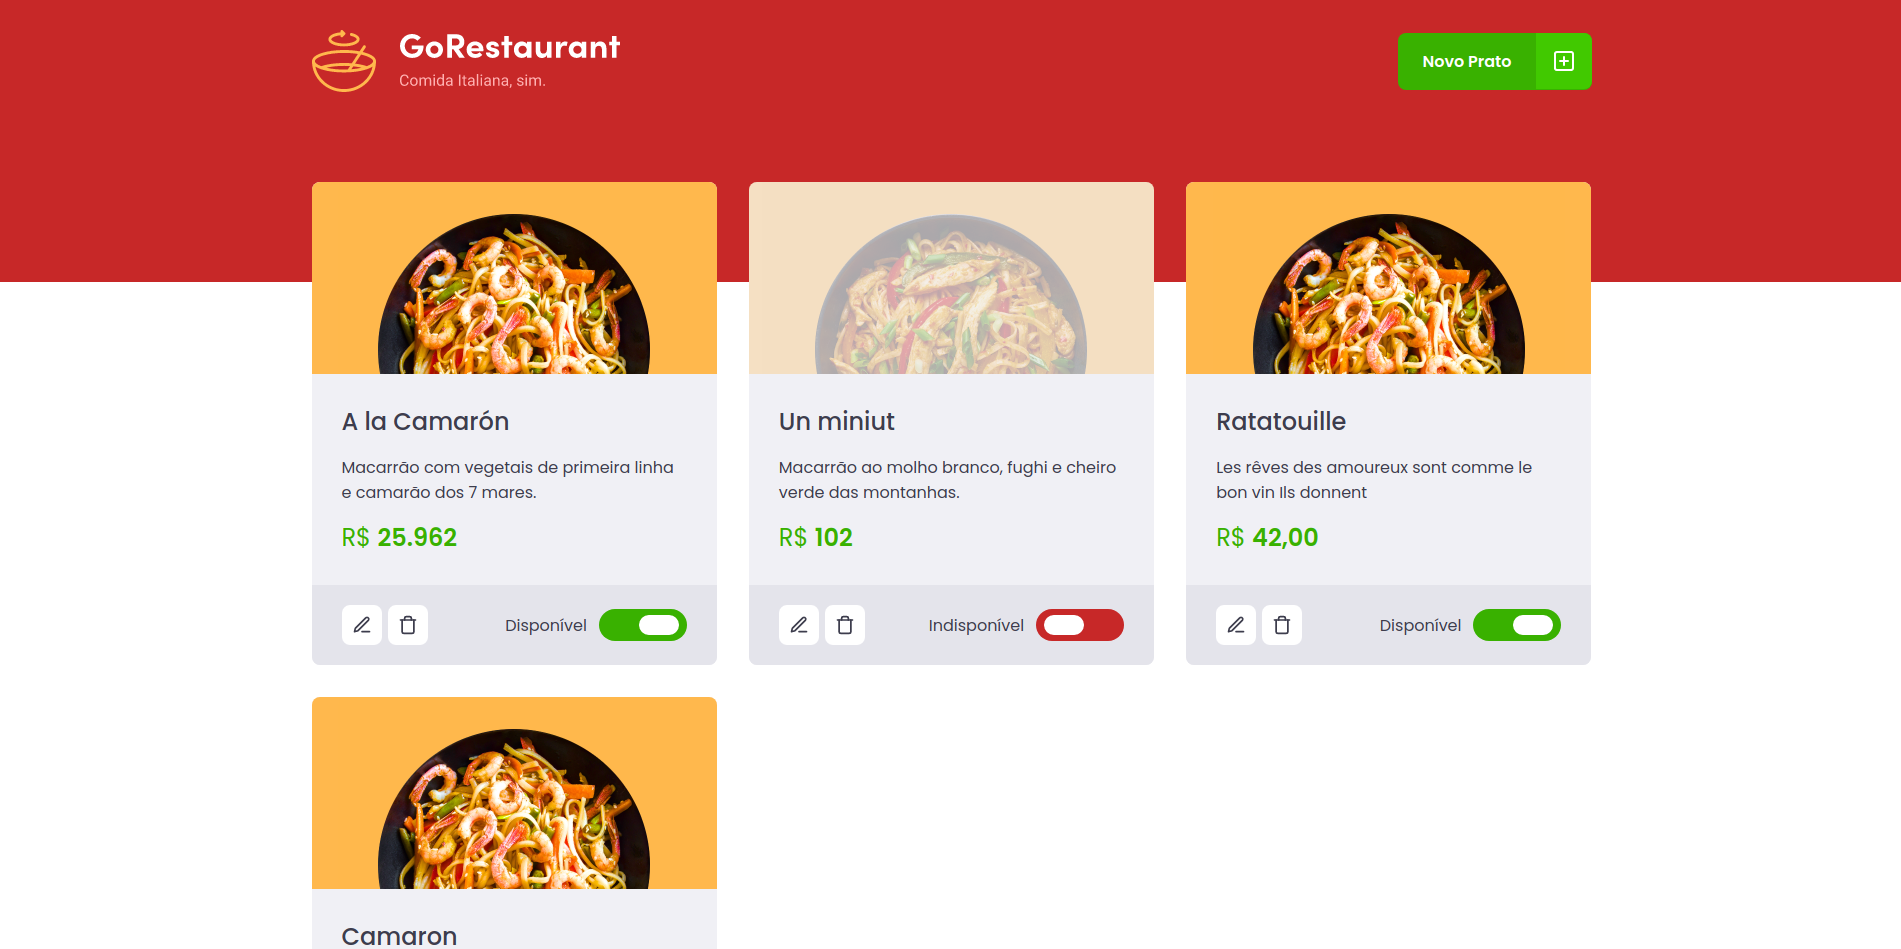 GoRestaurant
Comida Italiana, sim.
Novo Prato
A la Camarón
Macarrão com vegetais de primeira linha
e camarão dos 7 mares.
R$ 25.962
Disponível
Un miniut
Macarrão ao molho branco, fughi e cheiro
verde das montanhas.
R$ 102
Indisponível
Ratatouille
Les rêves des amoureux sont comme le
bon vin Ils donnent
R$ 42,00
Disponível
Camaron